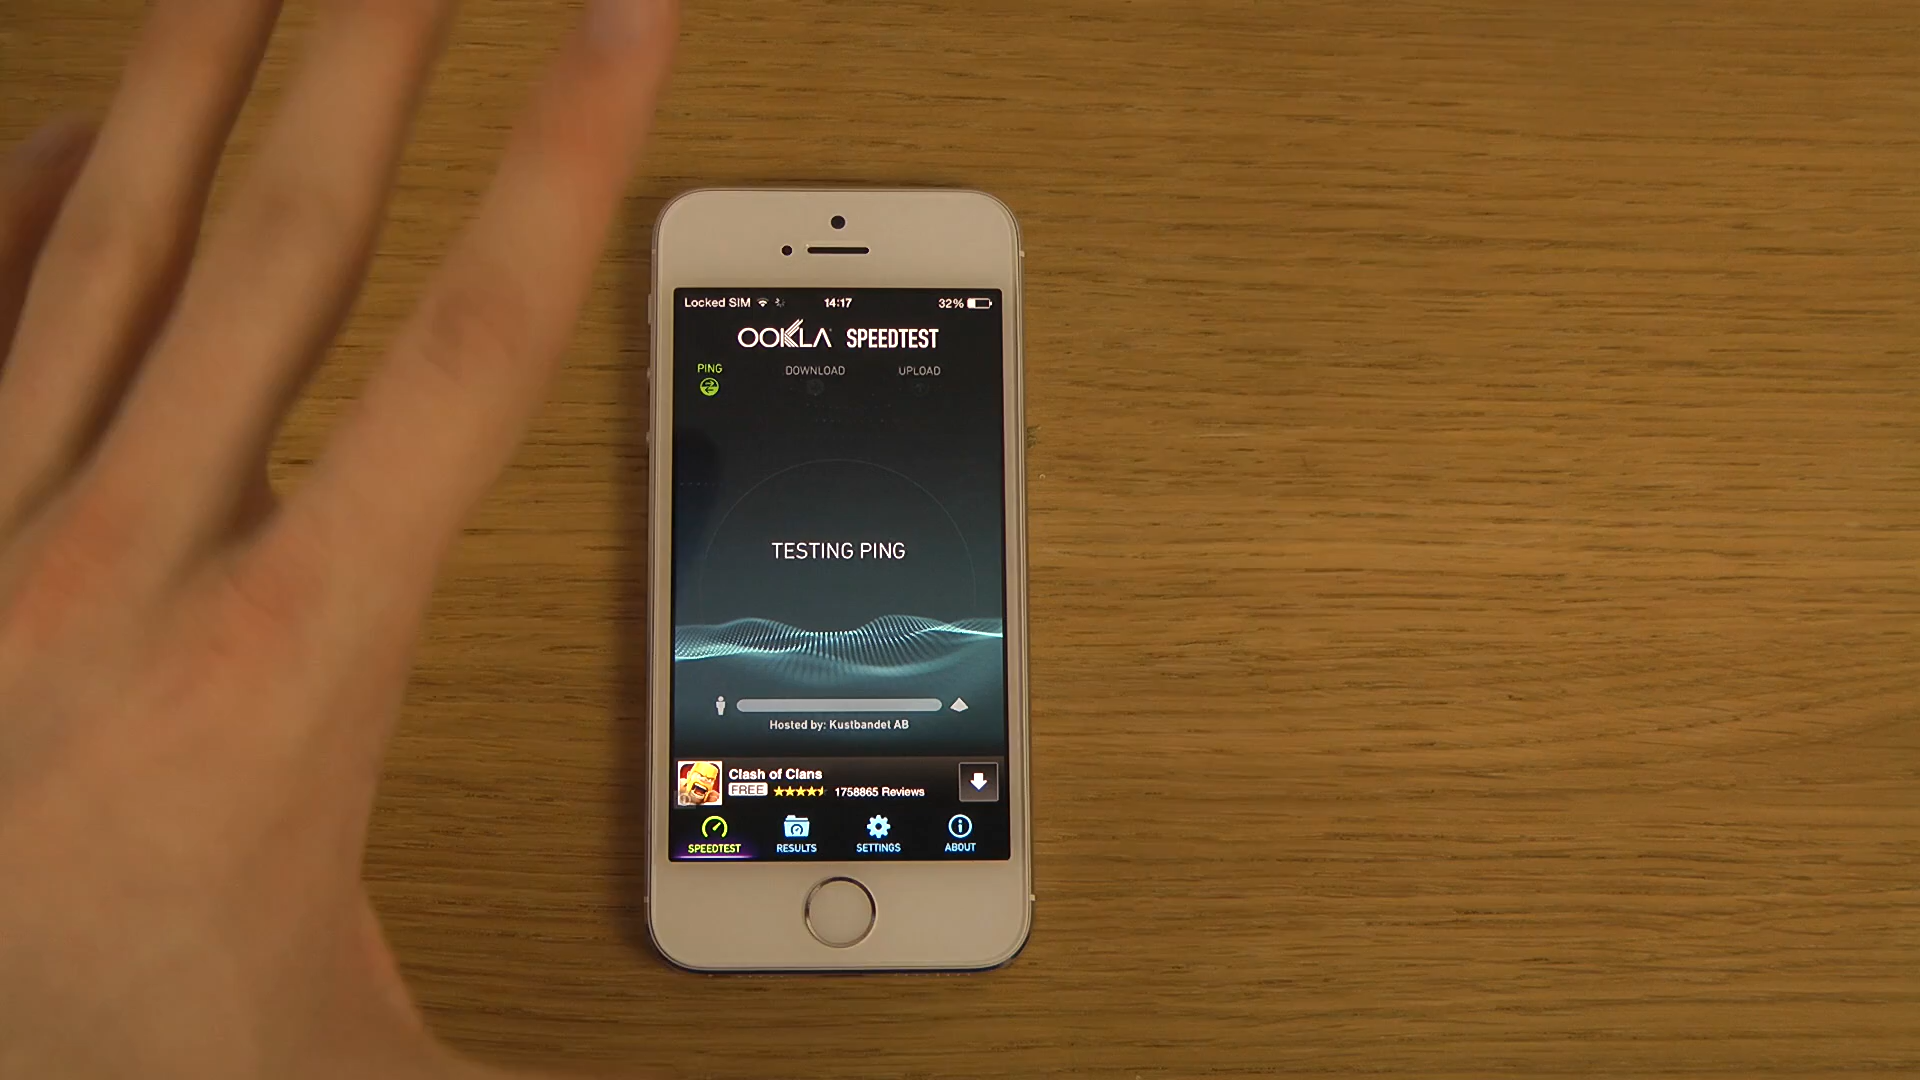 Locked SIM 14:17 32%
OOKLA SPEEDTEST
PING DOWNLOAD UPLOAD
TESTING PING
Hosted by: Kustbandet AB
Clash of Clans
FREE 1758865 Reviews
SPEEDTEST RESULTS SETTINGS ABOUT